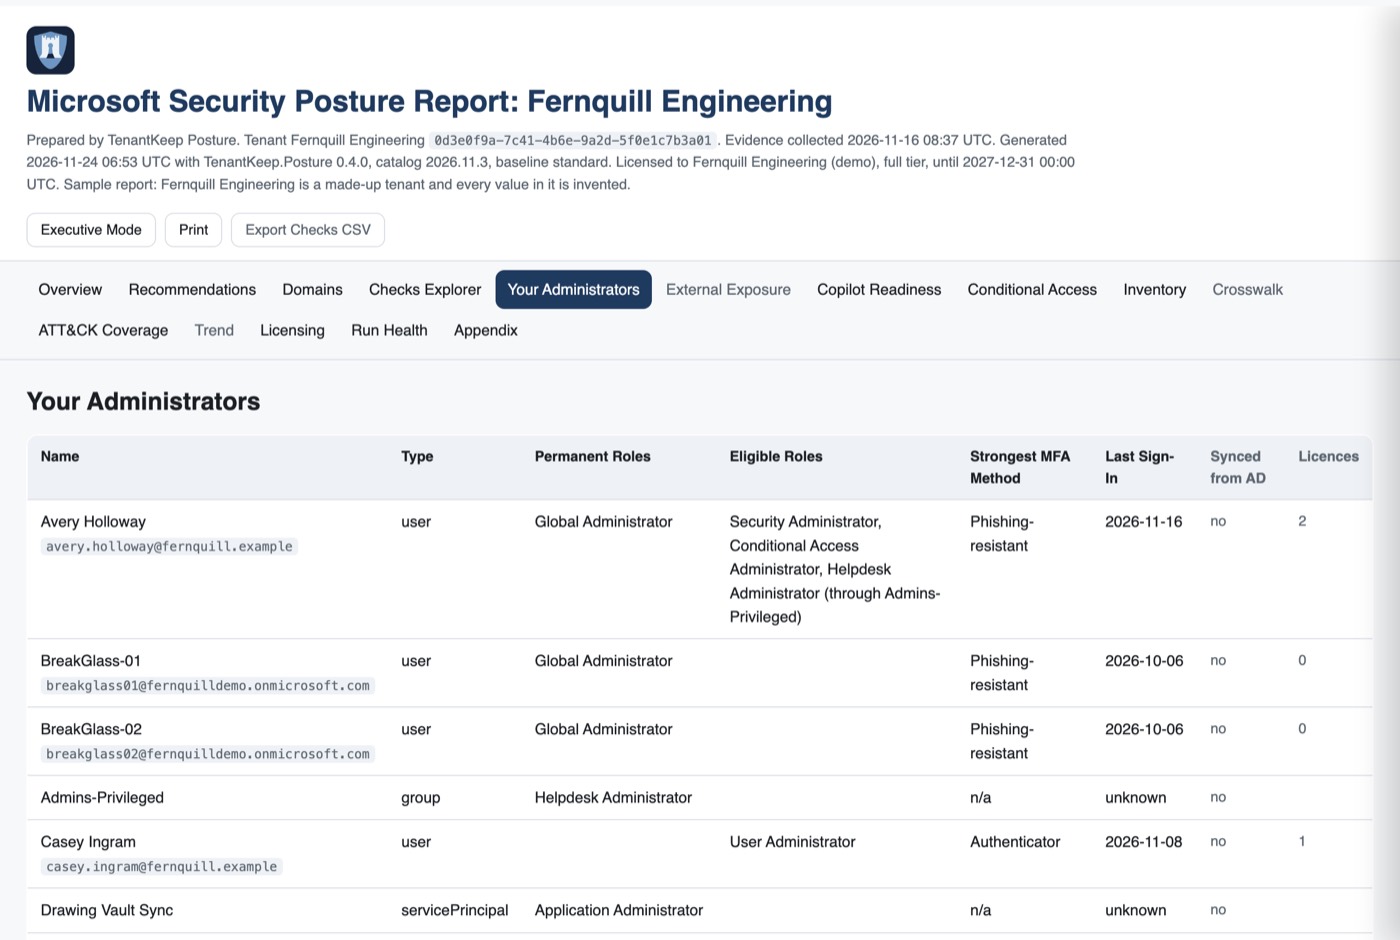 Microsoft Security Posture Report: Fernquill Engineering
Prepared by TenantKeep Posture. Tenant Fernquill Engineering 0d3e0f9a-7c41-4b6e-9a2d-5f0e1c7b3a01 . Evidence collected 2026-11-16 08:37 UTC. Generated
2026-11-24 06:53 UTC with TenantKeep.Posture 0.4.0, catalog 2026.11.3, baseline standard. Licensed to Fernquill Engineering (demo), full tier, until 2027-12-31 00:00
UTC. Sample report: Fernquill Engineering is a made-up tenant and every value in it is invented.
Executive Mode Print Export Checks CSV
Overview Recommendations Domains Checks Explorer Your Administrators External Exposure Copilot Readiness Conditional Access Inventory Crosswalk
ATT&CK Coverage Trend Licensing Run Health Appendix
Your Administrators
Name Type Permanent Roles Eligible Roles Strongest MFA Last Sign- Synced Licences
Method In from AD
Avery Holloway user Global Administrator Security Administrator, Phishing- 2026-11-16 no 2
avery.holloway@fernquill.example Conditional Access resistant
Administrator, Helpdesk
Administrator (through Admins-
Privileged)
BreakGlass-01 user Global Administrator Phishing- 2026-10-06 no 0
breakglass01@fernquilldemo.onmicrosoft.com resistant
BreakGlass-02 user Global Administrator Phishing- 2026-10-06 no 0
breakglass02@fernquilldemo.onmicrosoft.com resistant
Admins-Privileged group Helpdesk Administrator n/a unknown no
Casey Ingram user User Administrator Authenticator 2026-11-08 no 1
casey.ingram@fernquill.example
Drawing Vault Sync servicePrincipal Application Administrator n/a unknown no